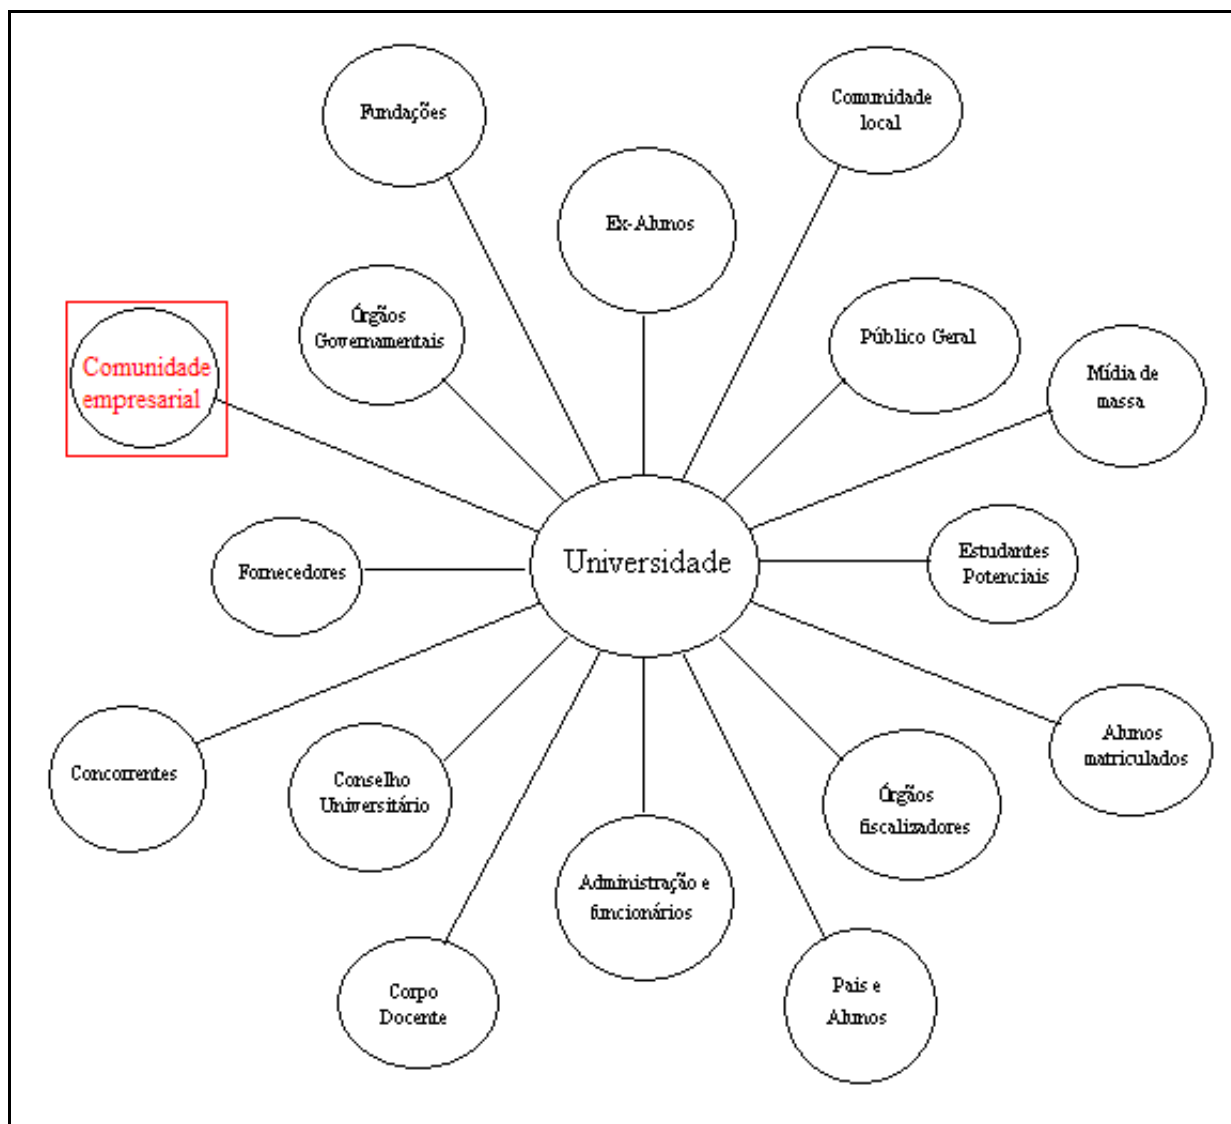 Fundações
Comunidade
local
Ex-Alunos
Órgãos
Governamentais
Público Geral
Comunidade
empresarial
Mídia de
massa
Universidade
Estudantes
Potenciais
Fornecedores
Alunos
matriculados
Concorrentes
Conselho
Universitário
Órgãos
fiscalizadores
Administração e
funcionários
Corpo
Docente
Pais e
Alunos